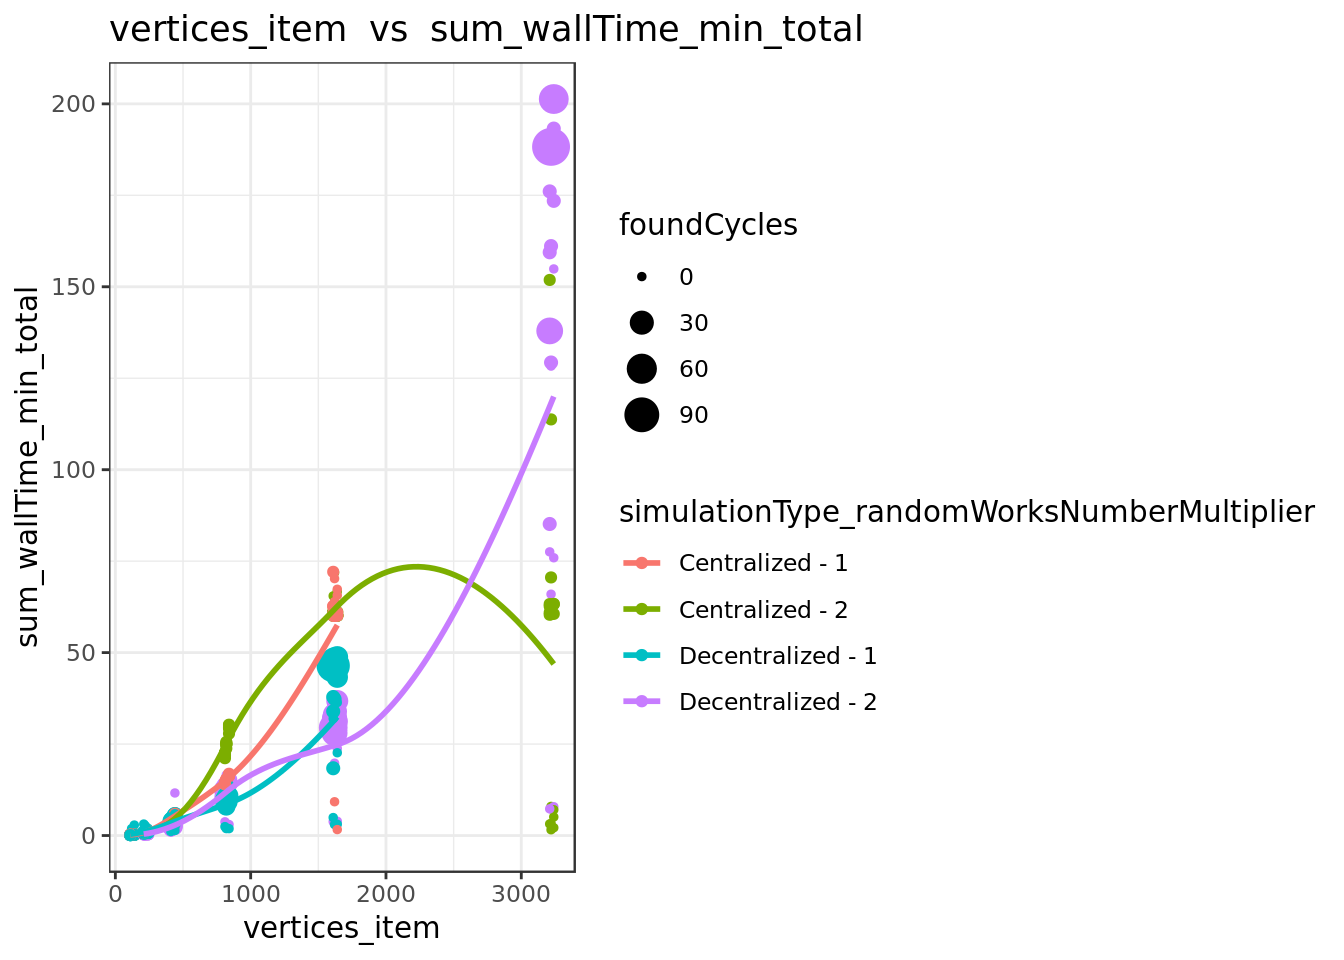 vertices_item  vs  sum_wallTime_min_total
sum_wallTime_min_total
200
150
100
50
0
0 1000 2000 3000
vertices_item
foundCycles
0
30
60
90
simulationType_randomWorksNumberMultiplier
Centralized - 1
Centralized - 2
Decentralized - 1
Decentralized - 2